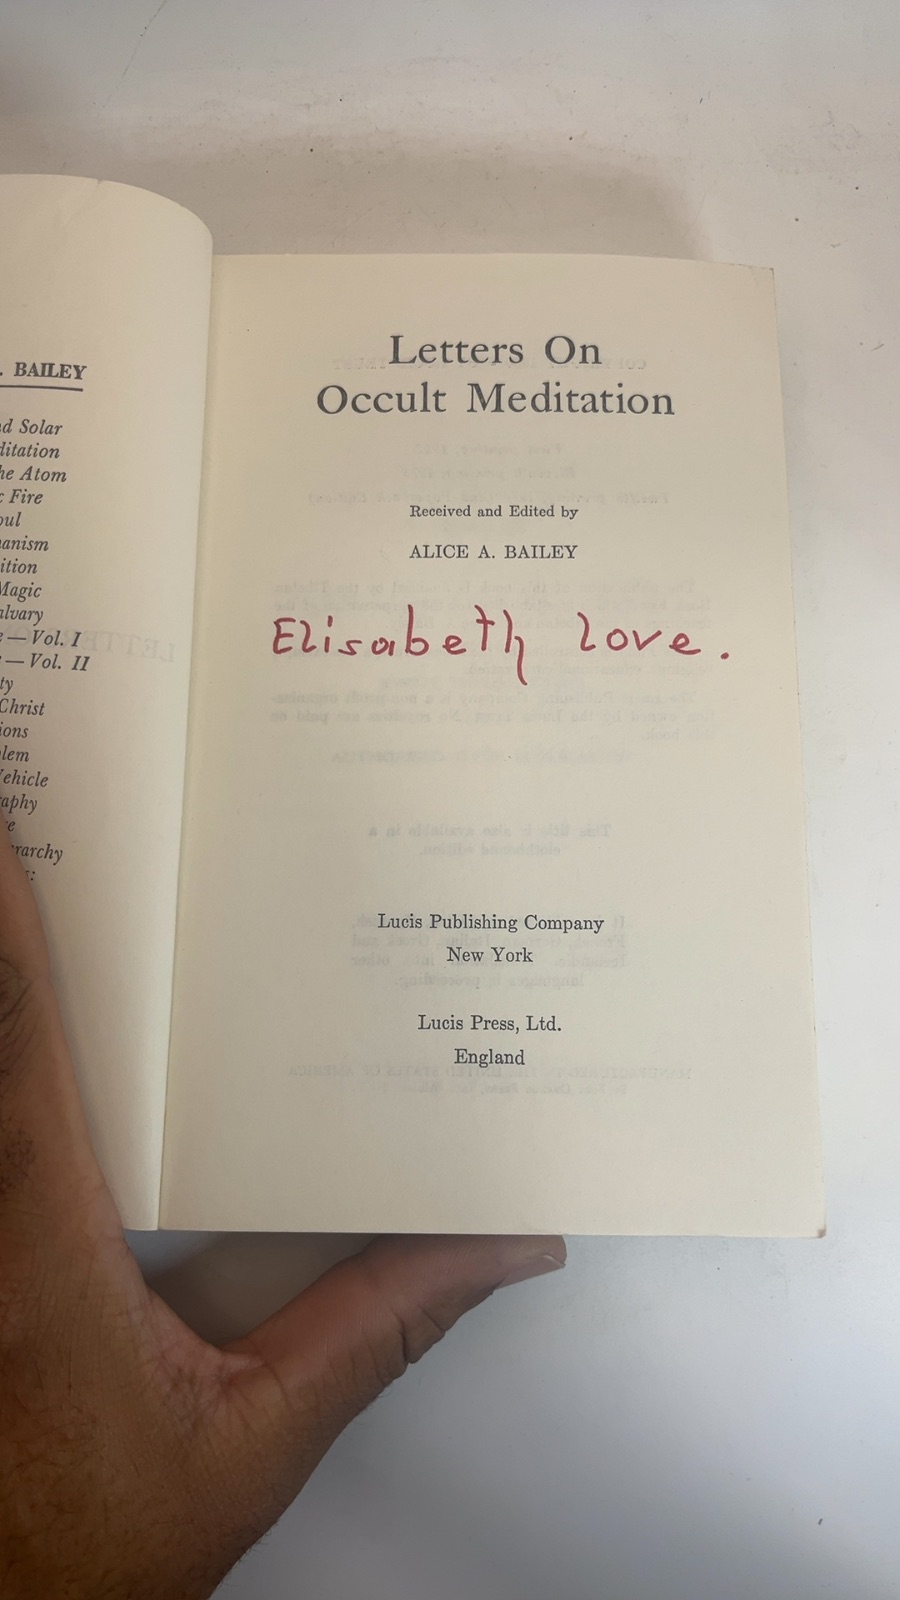 . BAILEY
d Solar
ditation
he Atom
c Fire
oul
anism
ition
Magic
alvary
e — Vol. I
e — Vol. II
ty
Christ
ions
blem
Vehicle
raphy
e
rarchy
s:
Letters On
Occult Meditation
Received and Edited by
ALICE A. BAILEY
Elisabeth love.
Lucis Publishing Company
New York
Lucis Press, Ltd.
England